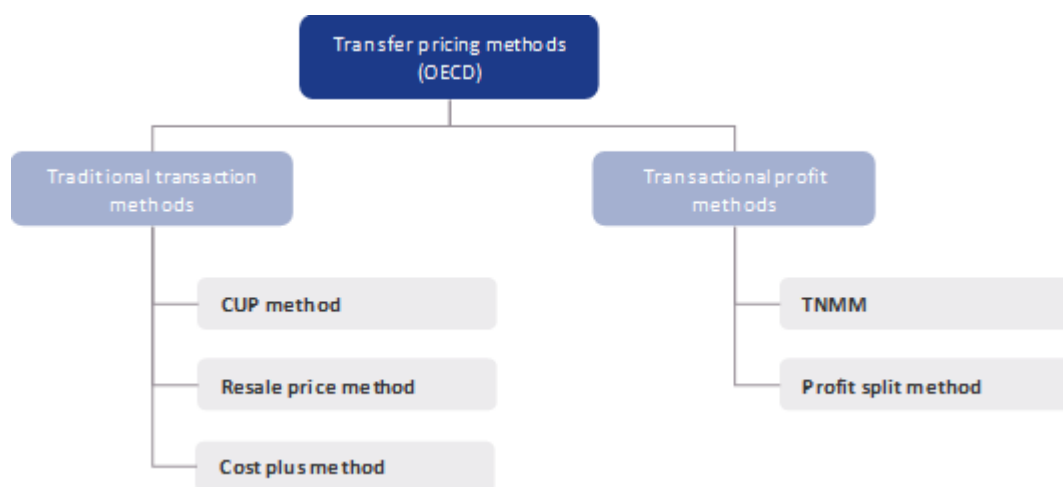 Transfer pricing methods
(OECD)
Traditional transaction
methods
Transactional profit
methods
CUP method
TNMM
Resale price method
Profit split method
Cost plus method